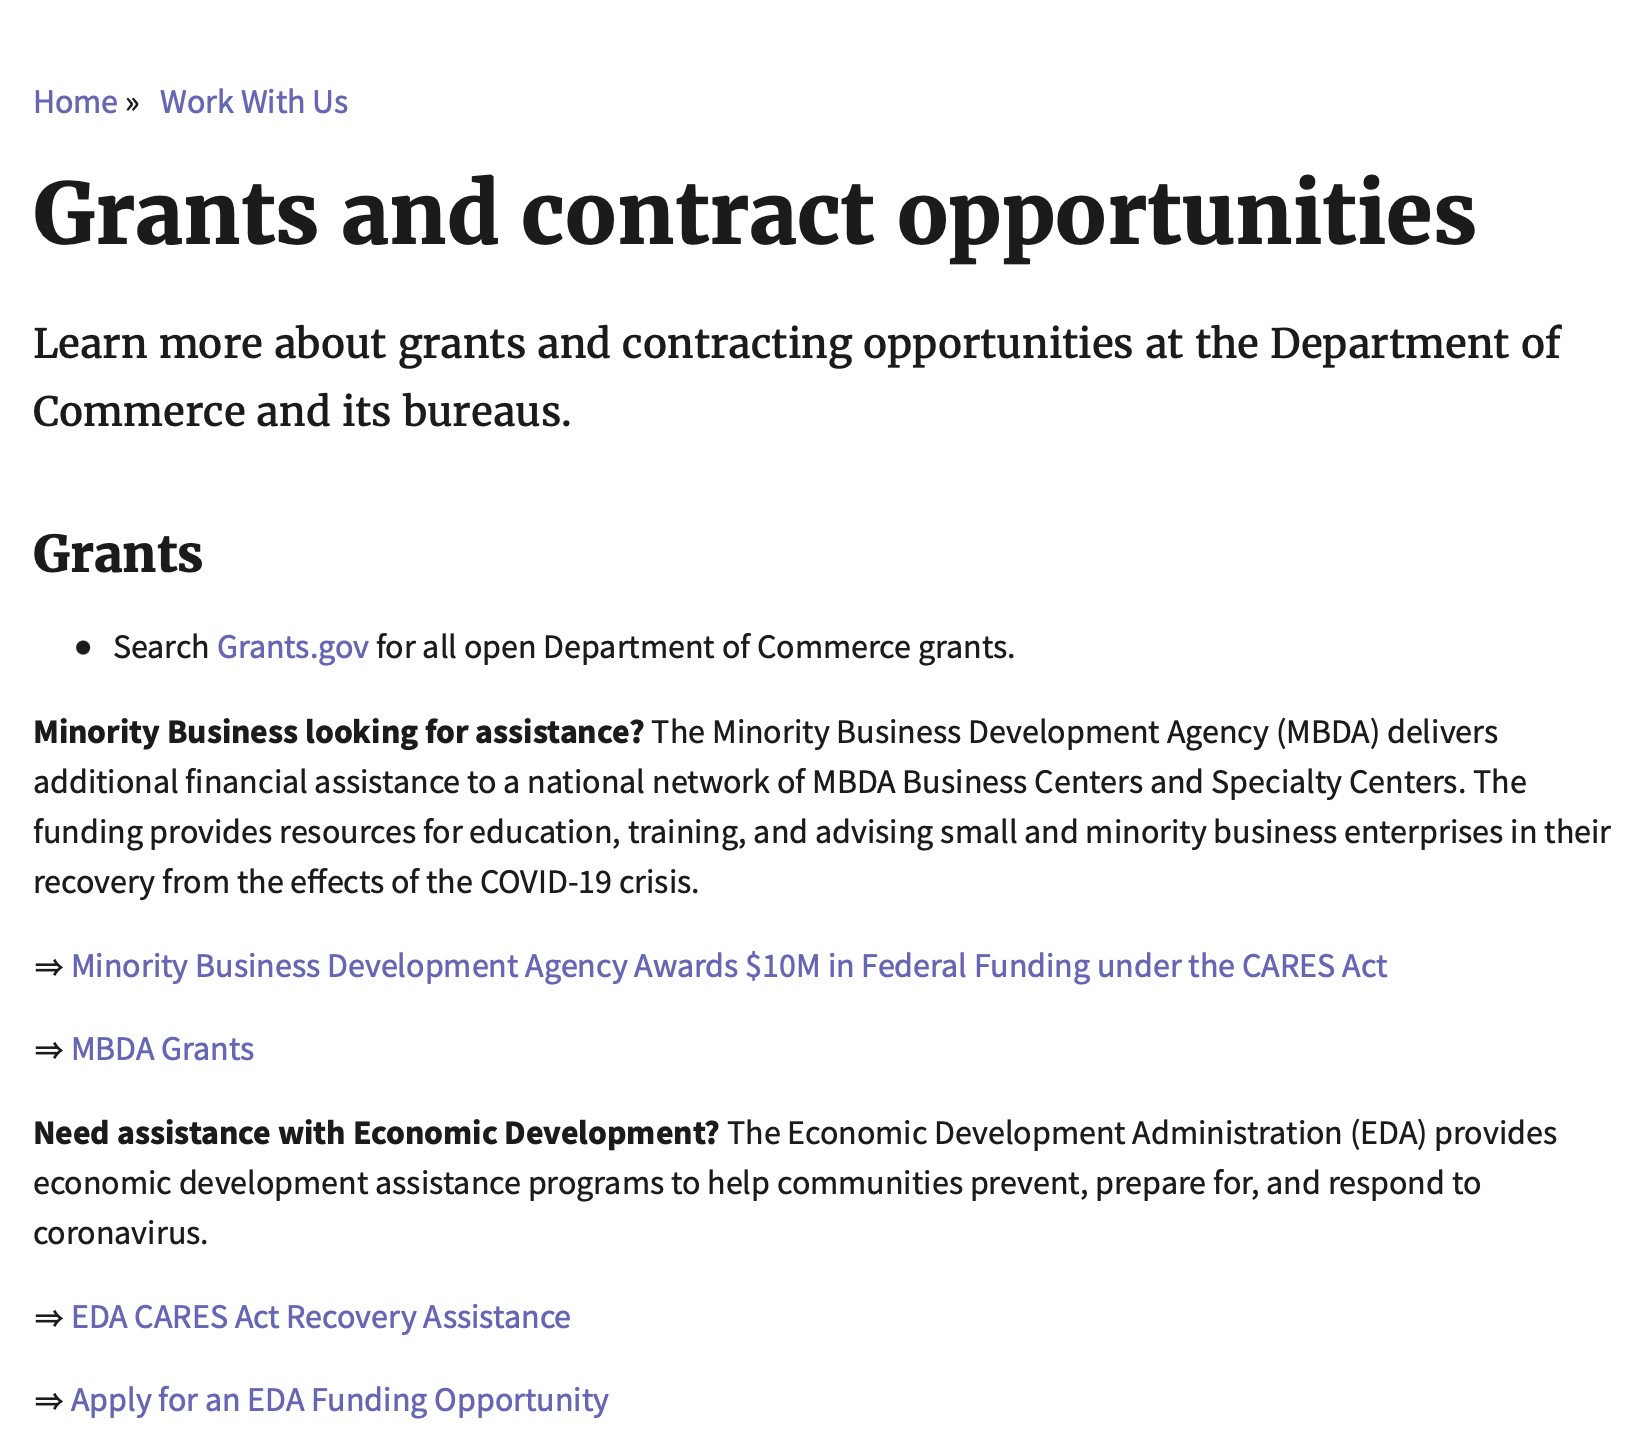 Home » Work With Us
Grants and contract opportunities
Learn more about grants and contracting opportunities at the Department of
Commerce and its bureaus.
Grants
• Search Grants.gov for all open Department of Commerce grants.
Minority Business looking for assistance? The Minority Business Development Agency (MBDA) delivers
additional financial assistance to a national network of MBDA Business Centers and Specialty Centers. The
funding provides resources for education, training, and advising small and minority business enterprises in their
recovery from the effects of the COVID-19 crisis.
⇒ Minority Business Development Agency Awards $10M in Federal Funding under the CARES Act
⇒ MBDA Grants
Need assistance with Economic Development? The Economic Development Administration (EDA) provides
economic development assistance programs to help communities prevent, prepare for, and respond to
coronavirus.
⇒ EDA CARES Act Recovery Assistance
⇒ Apply for an EDA Funding Opportunity